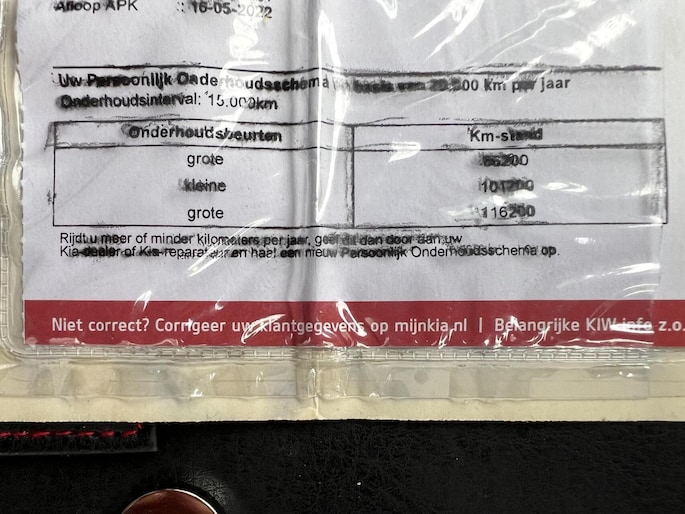 Afloop APK : 16-05-2022
Uw Persoonlijk Onderhoudsschema op basis van 20.000 km per jaar
Onderhoudsinterval: 15.000km
Onderhoudsbeurten Km-stand
grote 86200
kleine 101200
grote 116200
Rijdt u meer of minder kilometers per jaar, geef dit dan door aan uw
Kia-dealer of Kia-reparateur en haal een nieuw Persoonlijk Onderhoudsschema op.
Niet correct? Corrigeer uw klantgegevens op mijnkia.nl | Belangrijke KIW-info z.o.